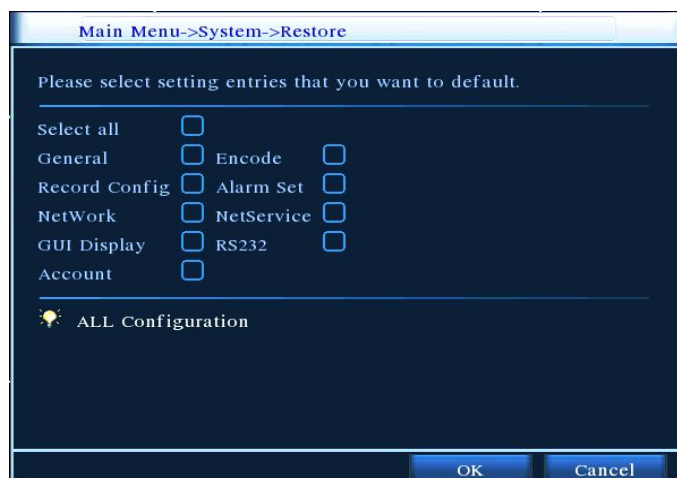 Main Menu->System->Restore
Please select setting entries that you want to default.
Select all
General Encode
Record Config Alarm Set
NetWork NetService
GUI Display RS232
Account
ALL Configuration
OK Cancel